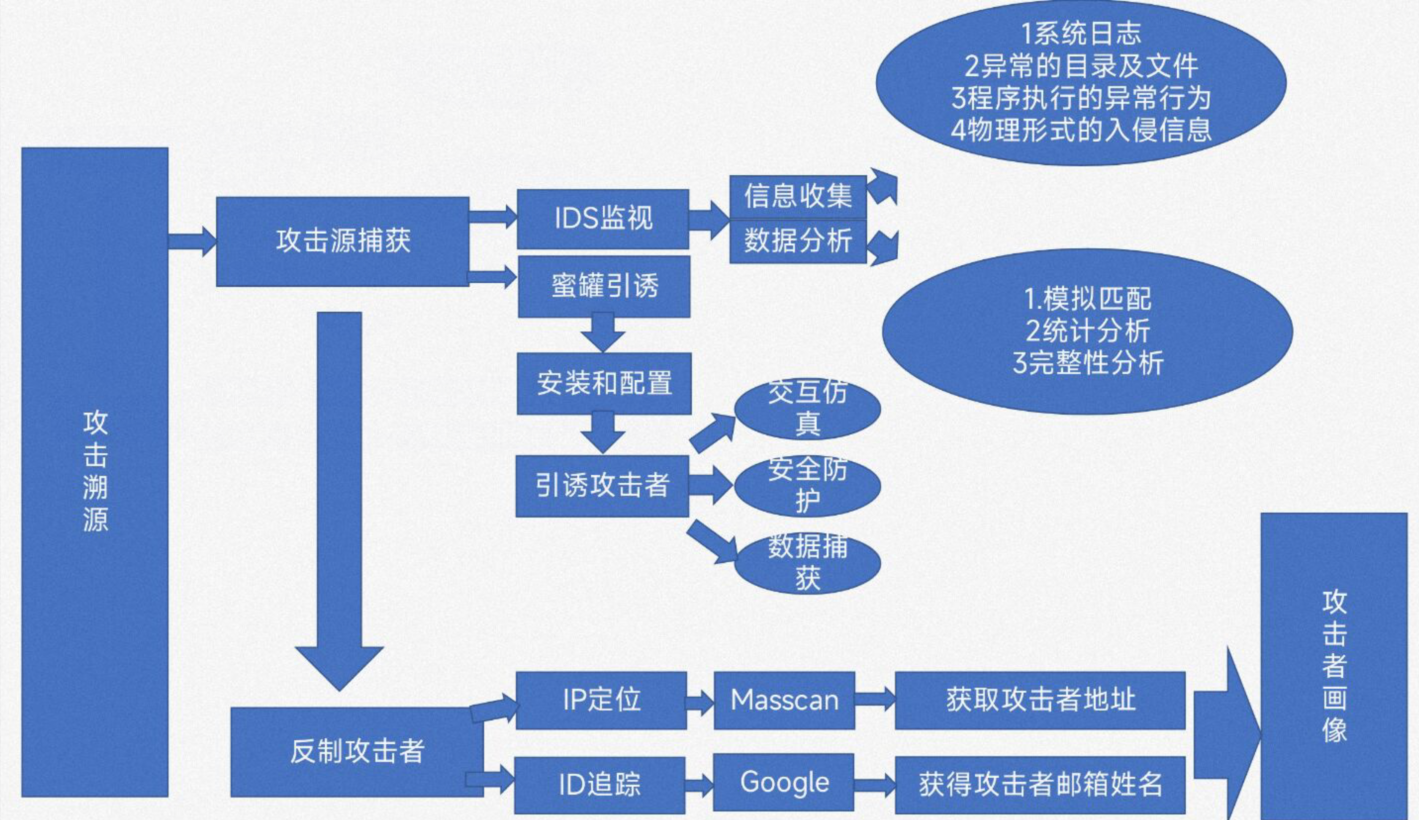 1系统日志
2异常的目录及文件
3程序执行的异常行为
4物理形式的入侵信息
攻击溯源
攻击源捕获
IDS监视
信息收集
数据分析
蜜罐引诱
1.模拟匹配
2统计分析
3完整性分析
安装和配置
引诱攻击者
交互仿
真
安全防
护
数据捕
获
反制攻击者
IP定位
Masscan
获取攻击者地址
ID追踪
Google
获得攻击者邮箱姓名
攻击者画像